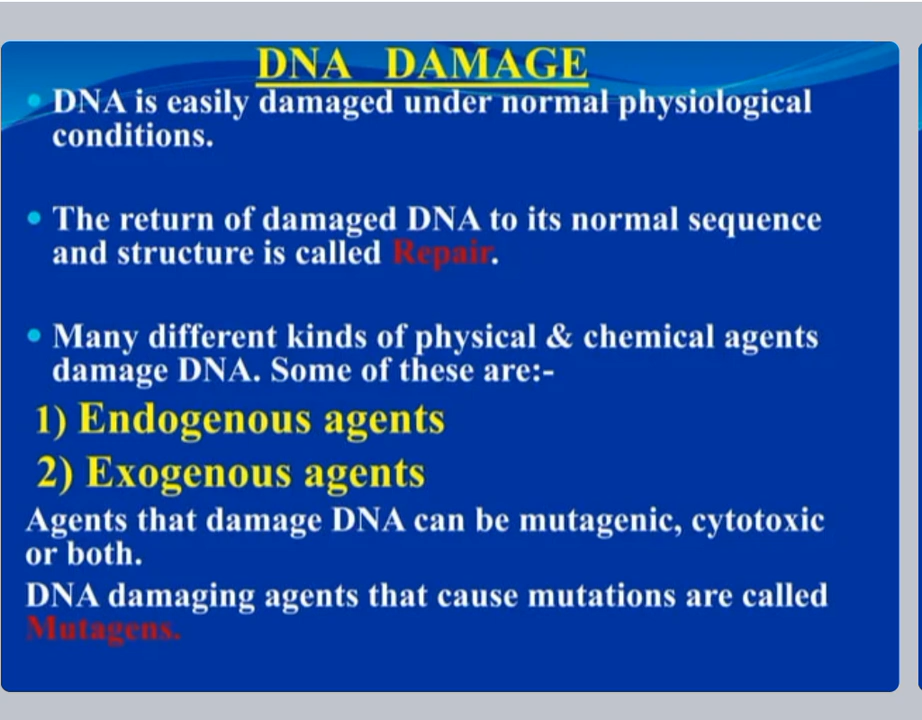 DNA DAMAGE
• DNA is easily damaged under normal physiological
conditions.
• The return of damaged DNA to its normal sequence
and structure is called Repair.
• Many different kinds of physical & chemical agents
damage DNA. Some of these are:-
1) Endogenous agents
2) Exogenous agents
Agents that damage DNA can be mutagenic, cytotoxic
or both.
DNA damaging agents that cause mutations are called
Mutagens.